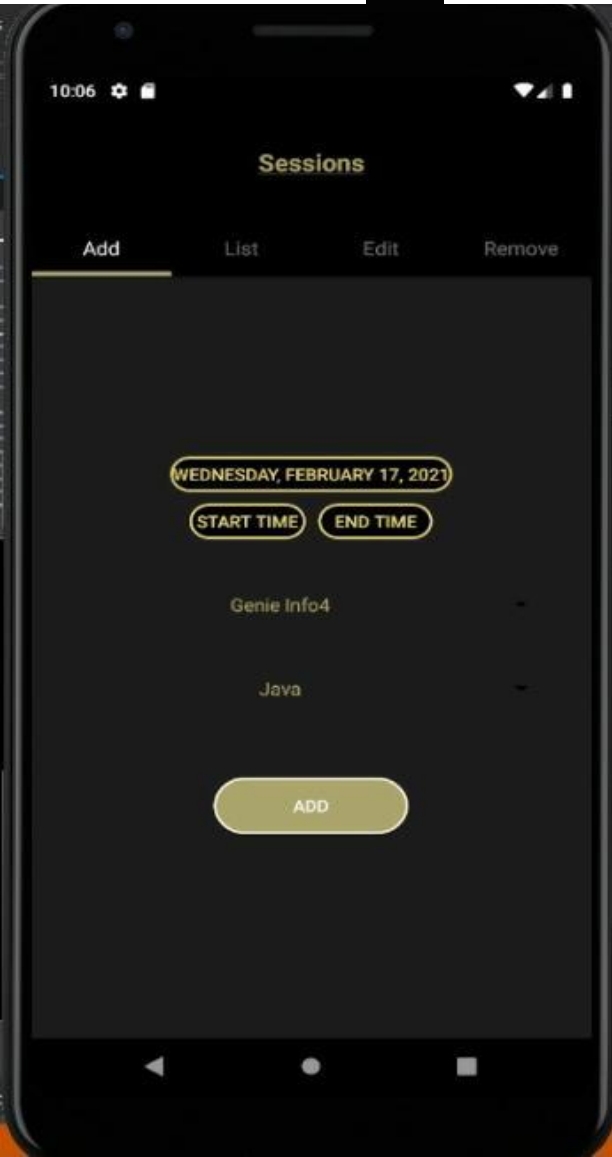 10:06
Sessions
Add List Edit Remove
WEDNESDAY, FEBRUARY 17, 2021
START TIME END TIME
Genie Info4
Java
ADD